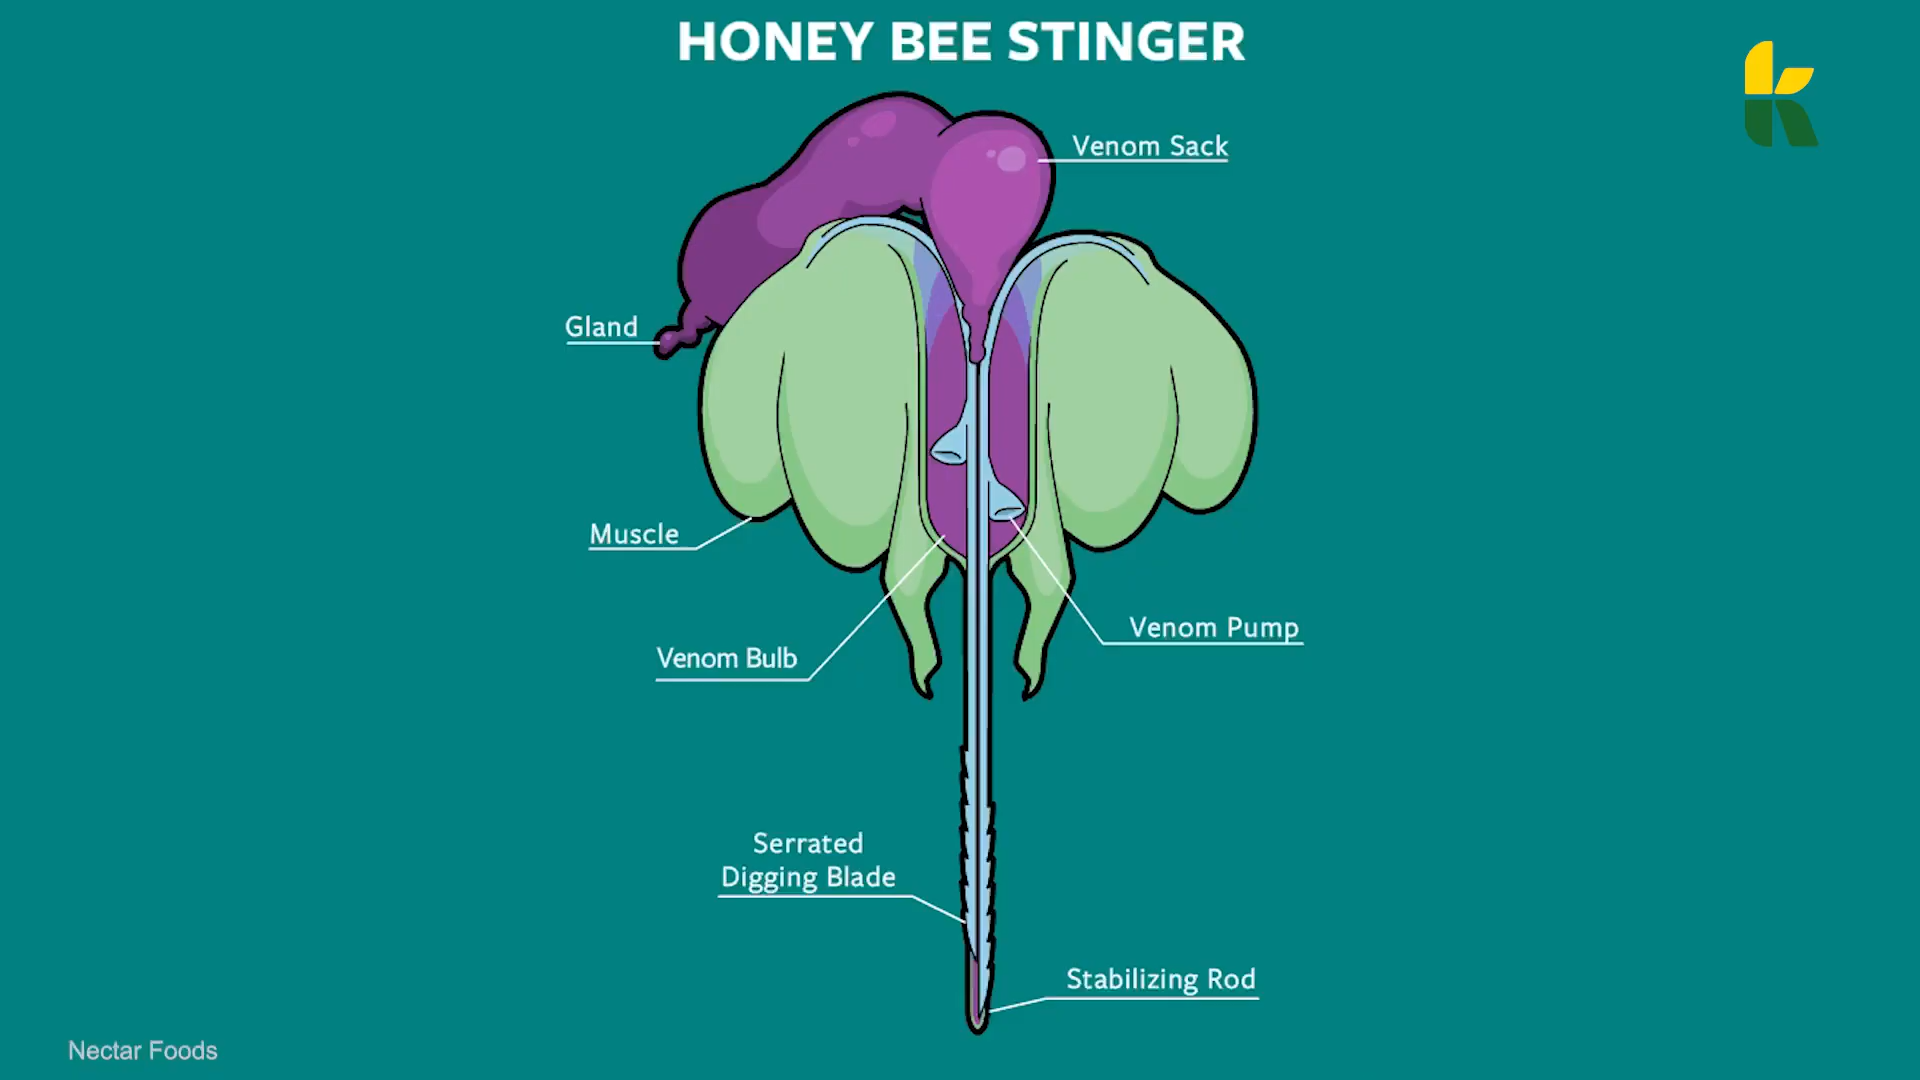 HONEY BEE STINGER
Venom Sack
Gland
Muscle
Venom Pump
Venom Bulb
Serrated
Digging Blade
Stabilizing Rod
Nectar Foods